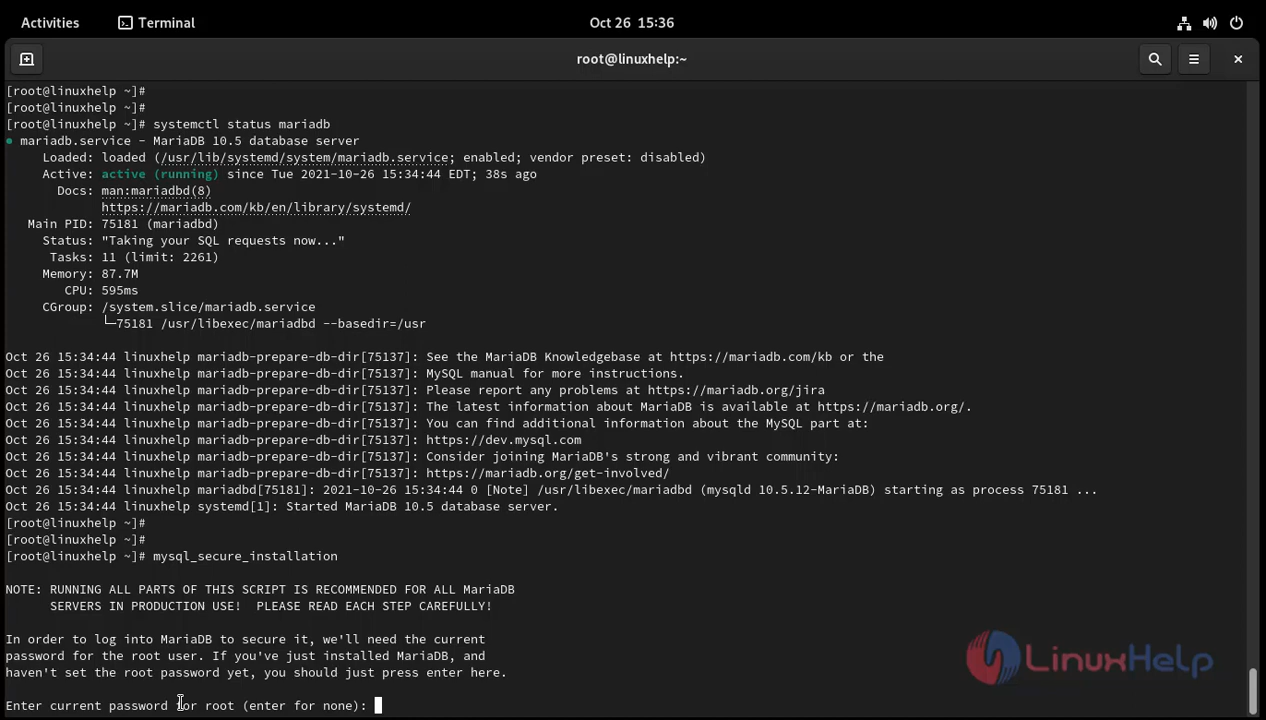 Activities Terminal Oct 26 15:36
root@linuxhelp:~
[root@linuxhelp ~]#
[root@linuxhelp ~]#
[root@linuxhelp ~]# systemctl status mariadb
● mariadb.service - MariaDB 10.5 database server
Loaded: loaded (/usr/lib/systemd/system/mariadb.service; enabled; vendor preset: disabled)
Active: active (running) since Tue 2021-10-26 15:34:44 EDT; 38s ago
Docs: man:mariadbd(8)
https://mariadb.com/kb/en/library/systemd/
Main PID: 75181 (mariadbd)
Status: "Taking your SQL requests now..."
Tasks: 11 (limit: 2261)
Memory: 87.7M
CPU: 595ms
CGroup: /system.slice/mariadb.service
└─75181 /usr/libexec/mariadbd --basedir=/usr
Oct 26 15:34:44 linuxhelp mariadb-prepare-db-dir[75137]: See the MariaDB Knowledgebase at https://mariadb.com/kb or the
Oct 26 15:34:44 linuxhelp mariadb-prepare-db-dir[75137]: MySQL manual for more instructions.
Oct 26 15:34:44 linuxhelp mariadb-prepare-db-dir[75137]: Please report any problems at https://mariadb.org/jira
Oct 26 15:34:44 linuxhelp mariadb-prepare-db-dir[75137]: The latest information about MariaDB is available at https://mariadb.org/.
Oct 26 15:34:44 linuxhelp mariadb-prepare-db-dir[75137]: You can find additional information about the MySQL part at:
Oct 26 15:34:44 linuxhelp mariadb-prepare-db-dir[75137]: https://dev.mysql.com
Oct 26 15:34:44 linuxhelp mariadb-prepare-db-dir[75137]: Consider joining MariaDB's strong and vibrant community:
Oct 26 15:34:44 linuxhelp mariadb-prepare-db-dir[75137]: https://mariadb.org/get-involved/
Oct 26 15:34:44 linuxhelp mariadbd[75181]: 2021-10-26 15:34:44 0 [Note] /usr/libexec/mariadbd (mysqld 10.5.12-MariaDB) starting as process 75181 ...
Oct 26 15:34:44 linuxhelp systemd[1]: Started MariaDB 10.5 database server.
[root@linuxhelp ~]#
[root@linuxhelp ~]#
[root@linuxhelp ~]# mysql_secure_installation
NOTE: RUNNING ALL PARTS OF THIS SCRIPT IS RECOMMENDED FOR ALL MariaDB
SERVERS IN PRODUCTION USE!  PLEASE READ EACH STEP CAREFULLY!
In order to log into MariaDB to secure it, we'll need the current
password for the root user. If you've just installed MariaDB, and
haven't set the root password yet, you should just press enter here.
Enter current password for root (enter for none):
LINUXHELP